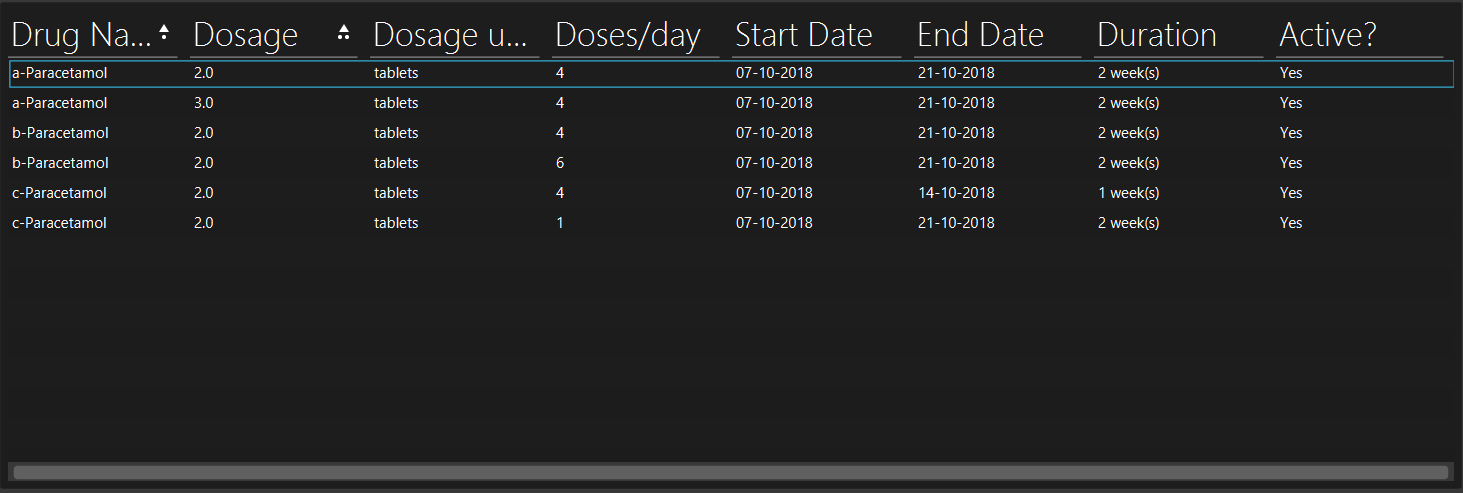 Drug Na... Dosage Dosage u... Doses/day Start Date End Date Duration Active?
a-Paracetamol 2.0 tablets 4 07-10-2018 21-10-2018 2 week(s) Yes
a-Paracetamol 3.0 tablets 4 07-10-2018 21-10-2018 2 week(s) Yes
b-Paracetamol 2.0 tablets 4 07-10-2018 21-10-2018 2 week(s) Yes
b-Paracetamol 2.0 tablets 6 07-10-2018 21-10-2018 2 week(s) Yes
c-Paracetamol 2.0 tablets 4 07-10-2018 14-10-2018 1 week(s) Yes
c-Paracetamol 2.0 tablets 1 07-10-2018 21-10-2018 2 week(s) Yes